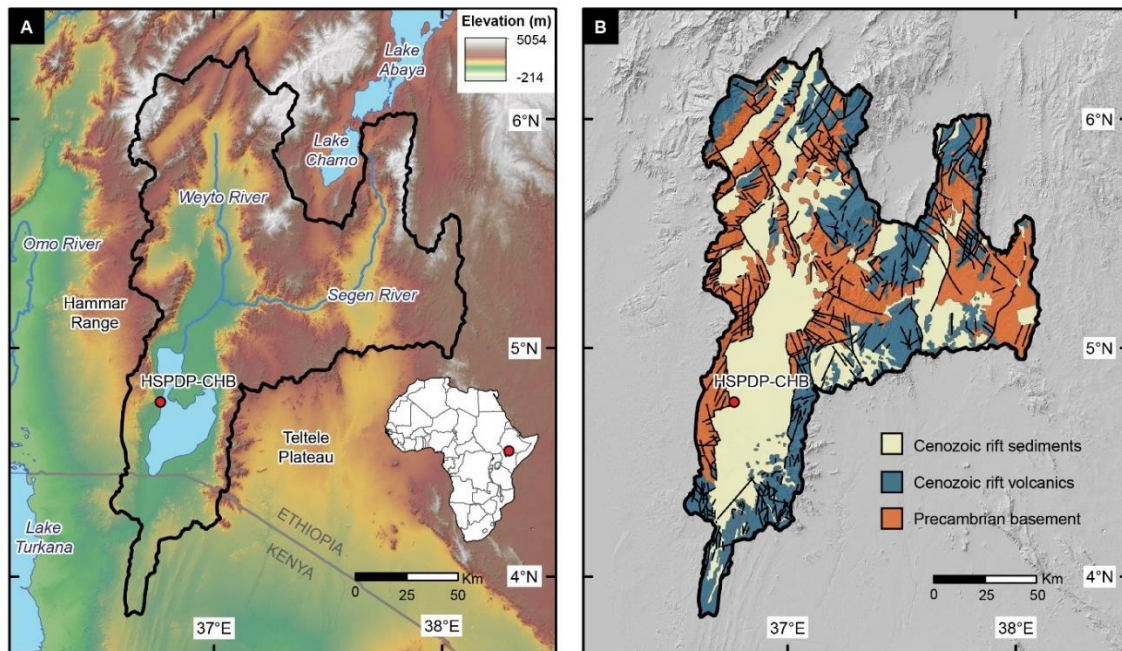 A
Elevation (m)
5054
-214
Lake
Abaya
6°N
Lake
Chamo
Weyto River
Omo River
Segen River
Hammar
Range
5°N
HSPDP-CHB
Teltele
Plateau
ETHIOPIA
KENYA
Lake
Turkana
4°N
Km
0 25 50
37°E
38°E
B
6°N
5°N
HSPDP-CHB
Cenozoic rift sediments
Cenozoic rift volcanics
Precambrian basement
4°N
Km
0 25 50
37°E
38°E